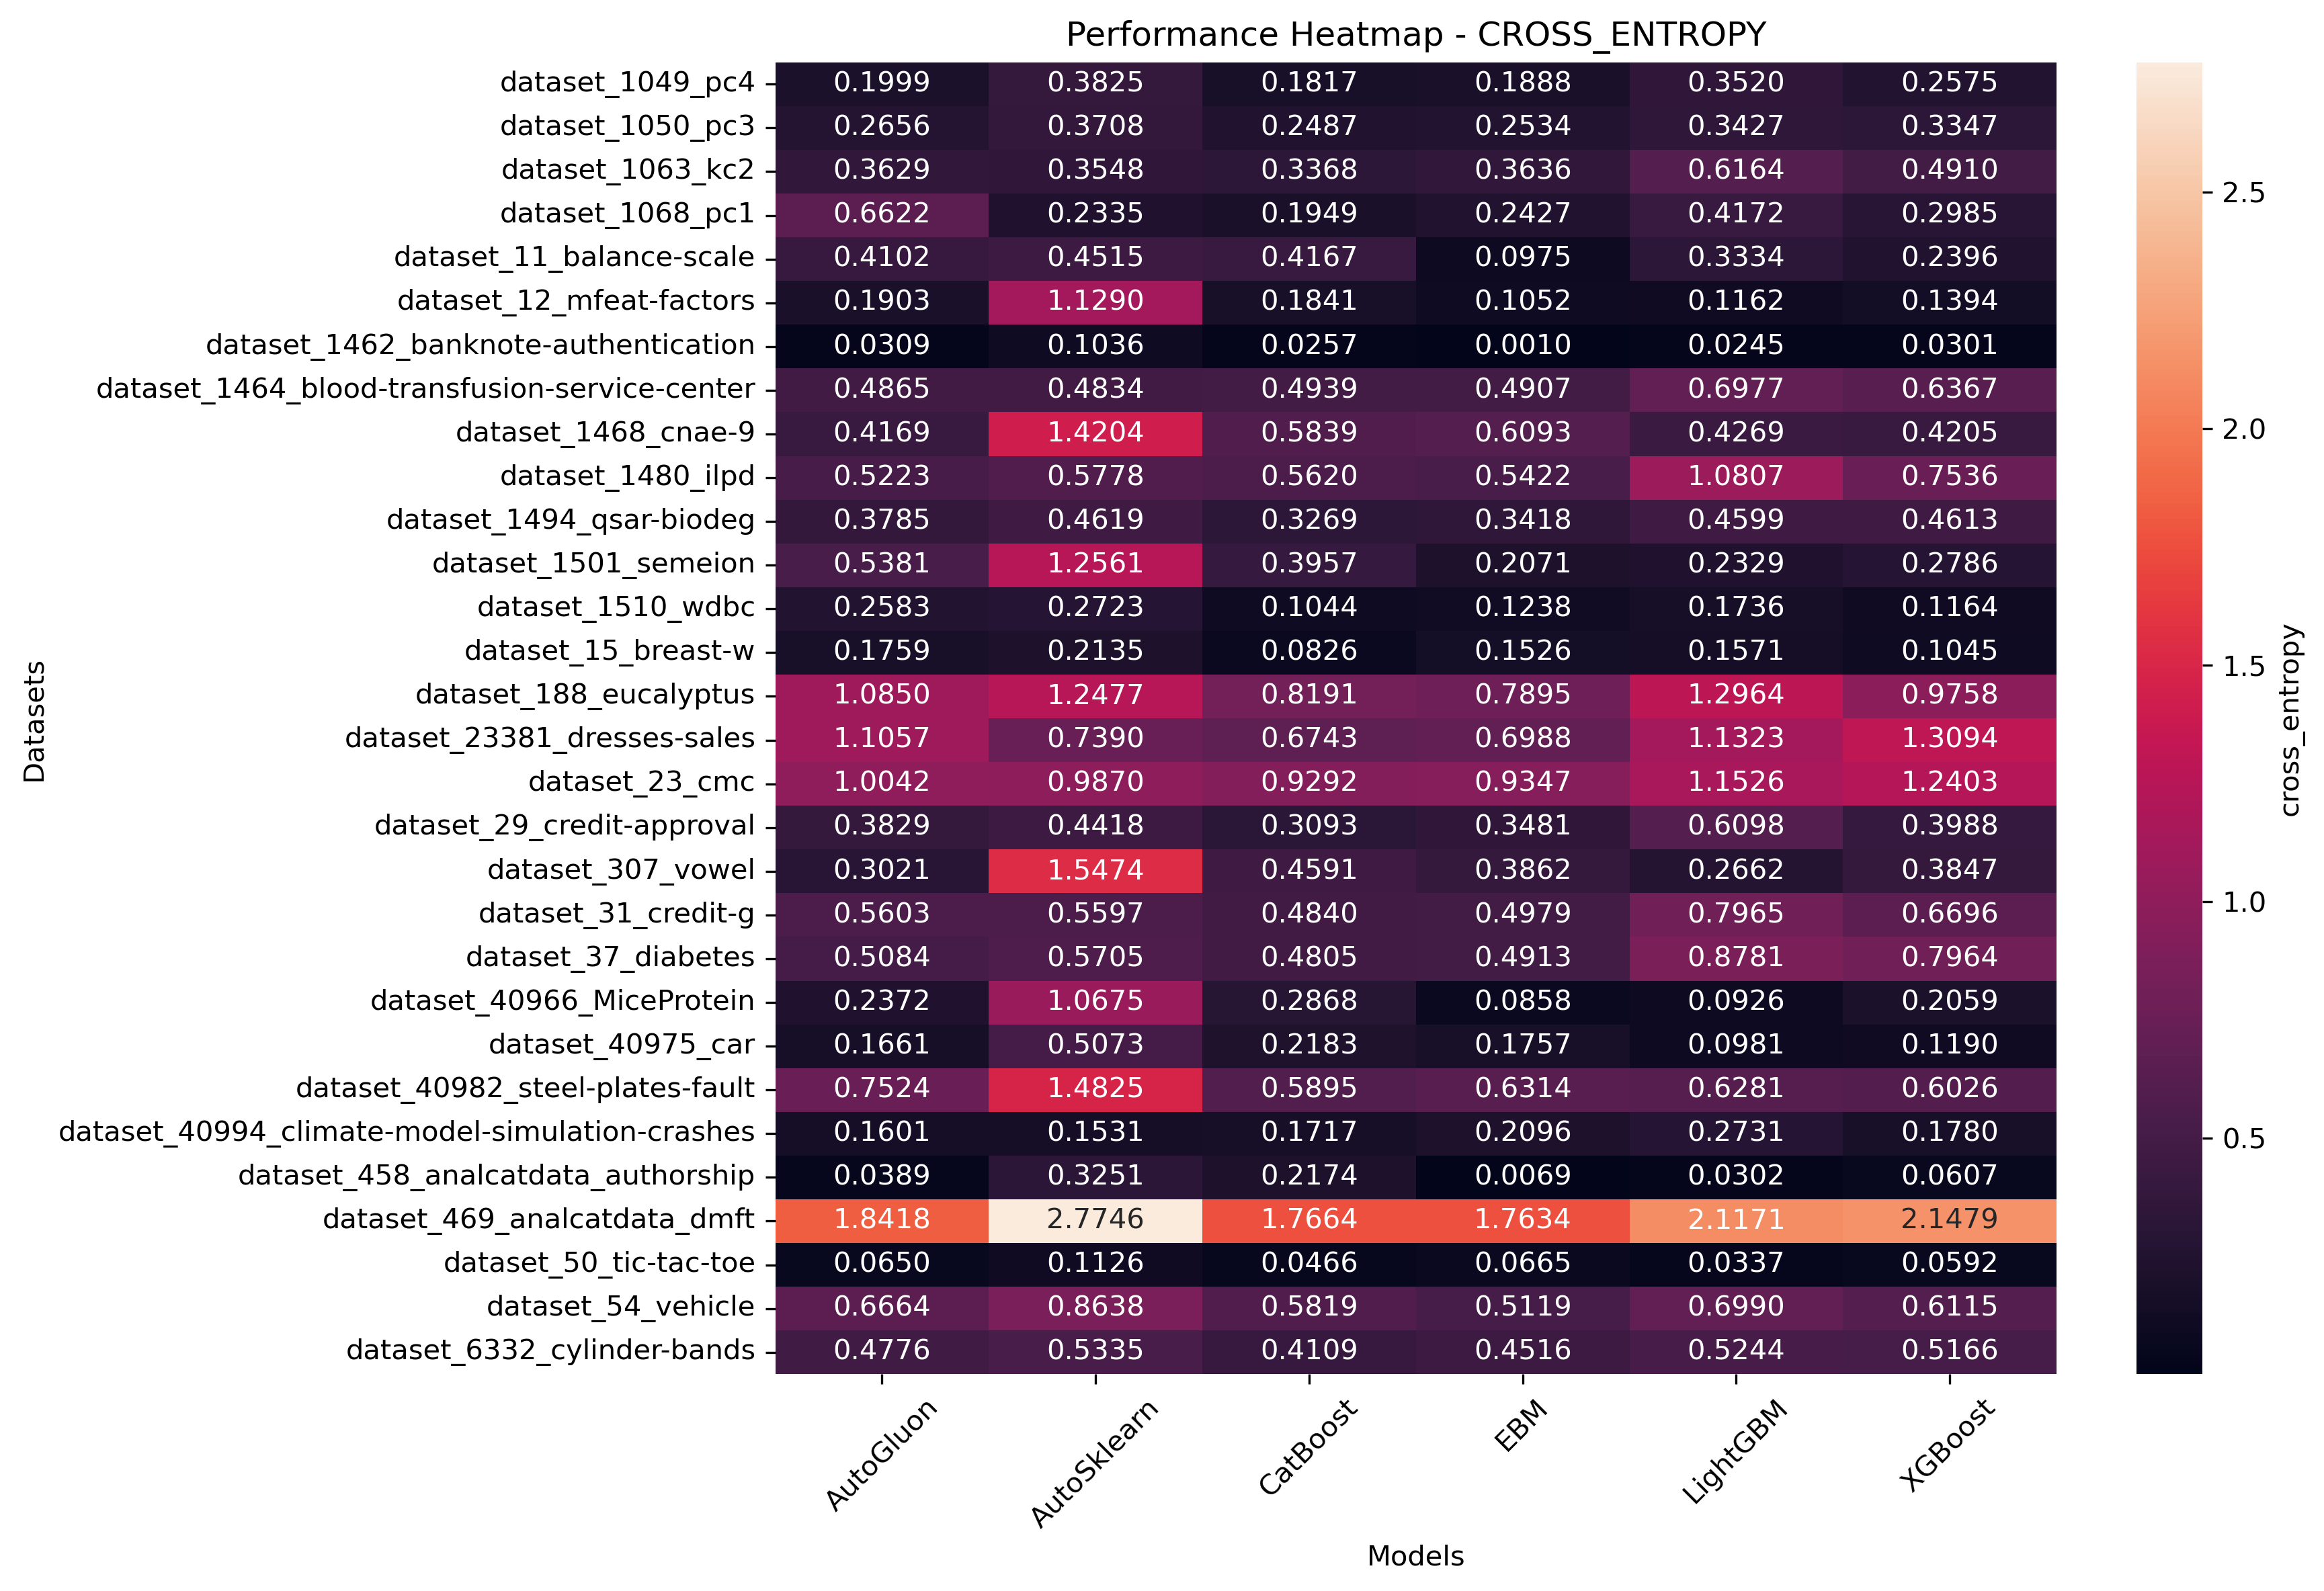 Performance Heatmap - CROSS_ENTROPY
dataset_1049_pc4 0.1999 0.3825 0.1817 0.1888 0.3520 0.2575
dataset_1050_pc3 0.2656 0.3708 0.2487 0.2534 0.3427 0.3347
dataset_1063_kc2 0.3629 0.3548 0.3368 0.3636 0.6164 0.4910
dataset_1068_pc1 0.6622 0.2335 0.1949 0.2427 0.4172 0.2985
dataset_11_balance-scale 0.4102 0.4515 0.4167 0.0975 0.3334 0.2396
dataset_12_mfeat-factors 0.1903 1.1290 0.1841 0.1052 0.1162 0.1394
dataset_1462_banknote-authentication 0.0309 0.1036 0.0257 0.0010 0.0245 0.0301
dataset_1464_blood-transfusion-service-center 0.4865 0.4834 0.4939 0.4907 0.6977 0.6367
dataset_1468_cnae-9 0.4169 1.4204 0.5839 0.6093 0.4269 0.4205
dataset_1480_ilpd 0.5223 0.5778 0.5620 0.5422 1.0807 0.7536
dataset_1494_qsar-biodeg 0.3785 0.4619 0.3269 0.3418 0.4599 0.4613
dataset_1501_semeion 0.5381 1.2561 0.3957 0.2071 0.2329 0.2786
dataset_1510_wdbc 0.2583 0.2723 0.1044 0.1238 0.1736 0.1164
dataset_15_breast-w 0.1759 0.2135 0.0826 0.1526 0.1571 0.1045
dataset_188_eucalyptus 1.0850 1.2477 0.8191 0.7895 1.2964 0.9758
dataset_23381_dresses-sales 1.1057 0.7390 0.6743 0.6988 1.1323 1.3094
dataset_23_cmc 1.0042 0.9870 0.9292 0.9347 1.1526 1.2403
dataset_29_credit-approval 0.3829 0.4418 0.3093 0.3481 0.6098 0.3988
dataset_307_vowel 0.3021 1.5474 0.4591 0.3862 0.2662 0.3847
dataset_31_credit-g 0.5603 0.5597 0.4840 0.4979 0.7965 0.6696
dataset_37_diabetes 0.5084 0.5705 0.4805 0.4913 0.8781 0.7964
dataset_40966_MiceProtein 0.2372 1.0675 0.2868 0.0858 0.0926 0.2059
dataset_40975_car 0.1661 0.5073 0.2183 0.1757 0.0981 0.1190
dataset_40982_steel-plates-fault 0.7524 1.4825 0.5895 0.6314 0.6281 0.6026
dataset_40994_climate-model-simulation-crashes 0.1601 0.1531 0.1717 0.2096 0.2731 0.1780
dataset_458_analcatdata_authorship 0.0389 0.3251 0.2174 0.0069 0.0302 0.0607
dataset_469_analcatdata_dmft 1.8418 2.7746 1.7664 1.7634 2.1171 2.1479
dataset_50_tic-tac-toe 0.0650 0.1126 0.0466 0.0665 0.0337 0.0592
dataset_54_vehicle 0.6664 0.8638 0.5819 0.5119 0.6990 0.6115
dataset_6332_cylinder-bands 0.4776 0.5335 0.4109 0.4516 0.5244 0.5166
Datasets
AutoGluon AutoSklearn CatBoost EBM LightGBM XGBoost
Models
2.5
2.0
1.5
1.0
0.5
cross_entropy